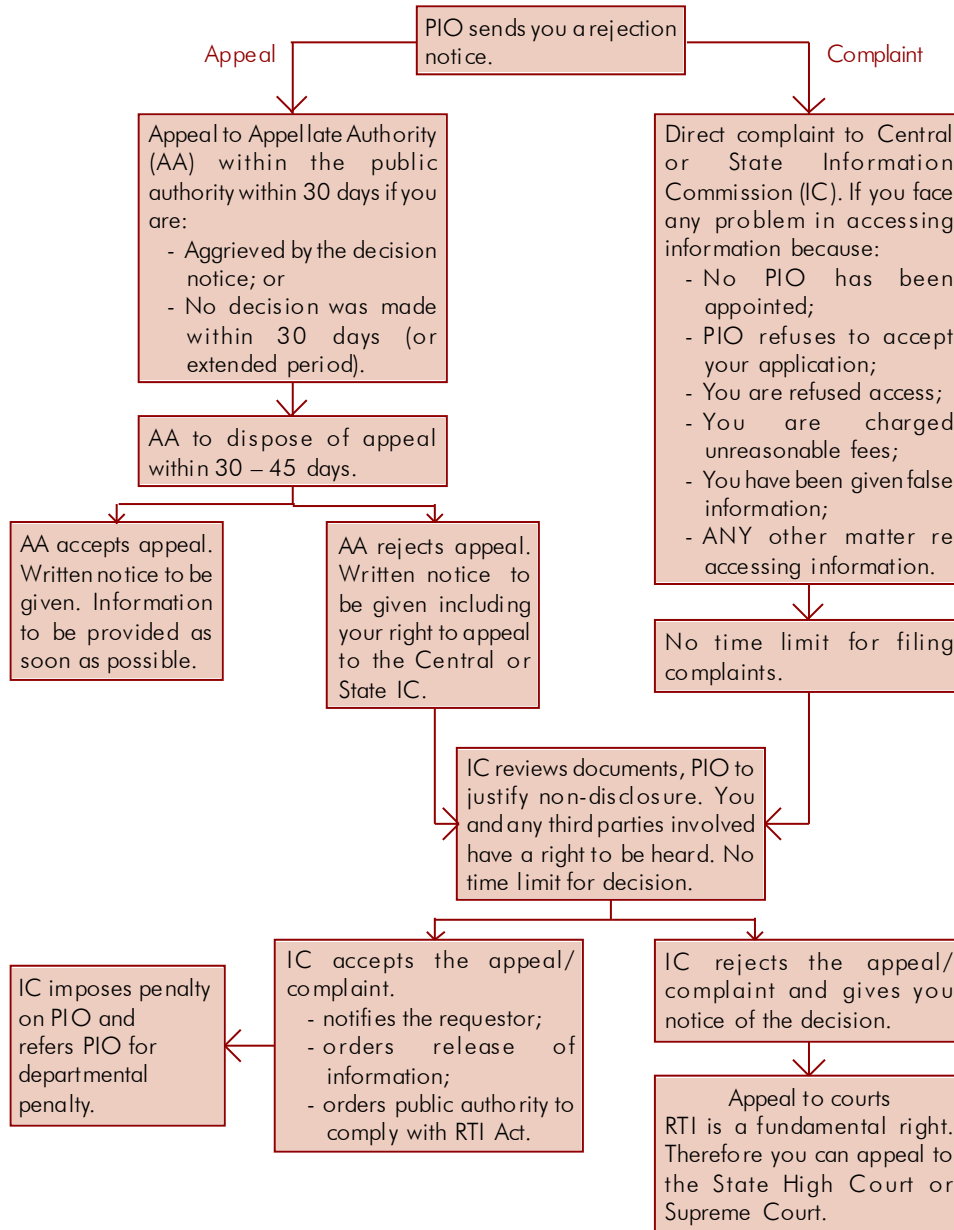 PIO sends you a rejection
notice.
Appeal
Complaint
Appeal to Appellate Authority
(AA) within the public
authority within 30 days if you
are:
- Aggrieved by the decision
notice; or
- No decision was made
within 30 days (or
extended period).
Direct complaint to Central
or State Information
Commission (IC). If you face
any problem in accessing
information because:
- No PIO has been
appointed;
- PIO refuses to accept
your application;
- You are refused access;
- You are charged
unreasonable fees;
- You have been given false
information;
- ANY other matter re
accessing information.
AA to dispose of appeal
within 30 – 45 days.
AA accepts appeal.
Written notice to be
given. Information
to be provided as
soon as possible.
AA rejects appeal.
Written notice to
be given including
your right to appeal
to the Central or
State IC.
No time limit for filing
complaints.
IC reviews documents, PIO to
justify non-disclosure. You
and any third parties involved
have a right to be heard. No
time limit for decision.
IC imposes penalty
on PIO and
refers PIO for
departmental
penalty.
IC accepts the appeal/
complaint.
- notifies the requestor;
- orders release of
information;
- orders public authority to
comply with RTI Act.
IC rejects the appeal/
complaint and gives you
notice of the decision.
Appeal to courts
RTI is a fundamental right.
Therefore you can appeal to
the State High Court or
Supreme Court.